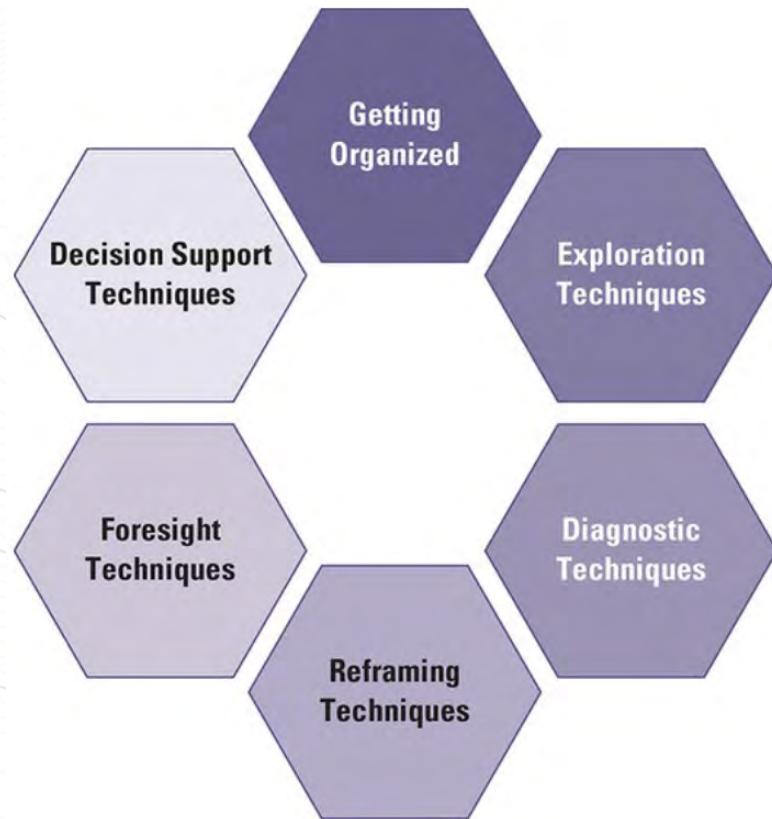 Getting
Organized
Exploration
Techniques
Diagnostic
Techniques
Reframing
Techniques
Foresight
Techniques
Decision Support
Techniques